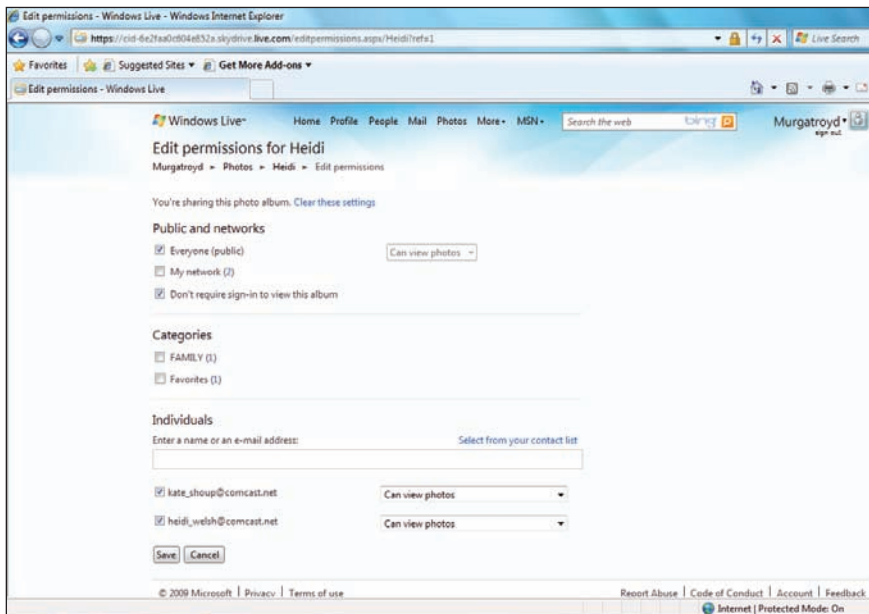 Edit permissions - Windows Live - Windows Internet Explorer
https://cid-6e2faa0cd04e852a.skydrive.live.com/editpermissions.aspx/Heidi?ref=1
Live Search
Favorites Suggested Sites Get More Add-ons
Edit permissions - Windows Live
Windows Live Home Profile People Mail Photos More MSN Search the web bing Murgatroyd
sign out
Edit permissions for Heidi
Murgatroyd ► Photos ► Heidi ► Edit permissions
You're sharing this photo album. Clear these settings
Public and networks
Everyone (public) Can view photos
My network (2)
Don't require sign-in to view this album
Categories
FAMILY (1)
Favorites (1)
Individuals
Enter a name or an e-mail address: Select from your contact list
kate_shoup@comcast.net Can view photos
heidi_welsh@comcast.net Can view photos
Save Cancel
© 2009 Microsoft | Privacy | Terms of use Report Abuse | Code of Conduct | Account | Feedback
Internet | Protected Mode: On